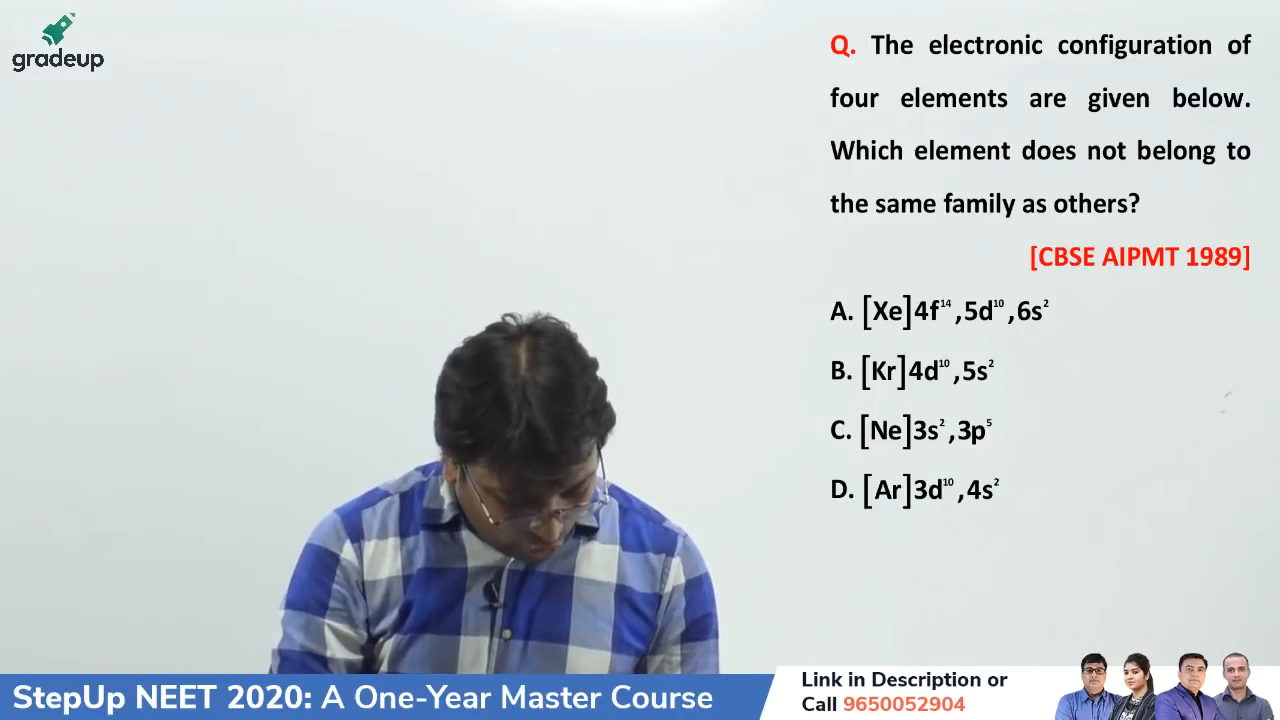 gradeup
Q. The electronic configuration of
four elements are given below.
Which element does not belong to
the same family as others?
[CBSE AIPMT 1989]
A. [Xe]4f¹⁴,5d¹⁰,6s²
B. [Kr]4d¹⁰,5s²
C. [Ne]3s²,3p⁵
D. [Ar]3d¹⁰,4s²
StepUp NEET 2020: A One-Year Master Course
Link in Description or
Call 9650052904